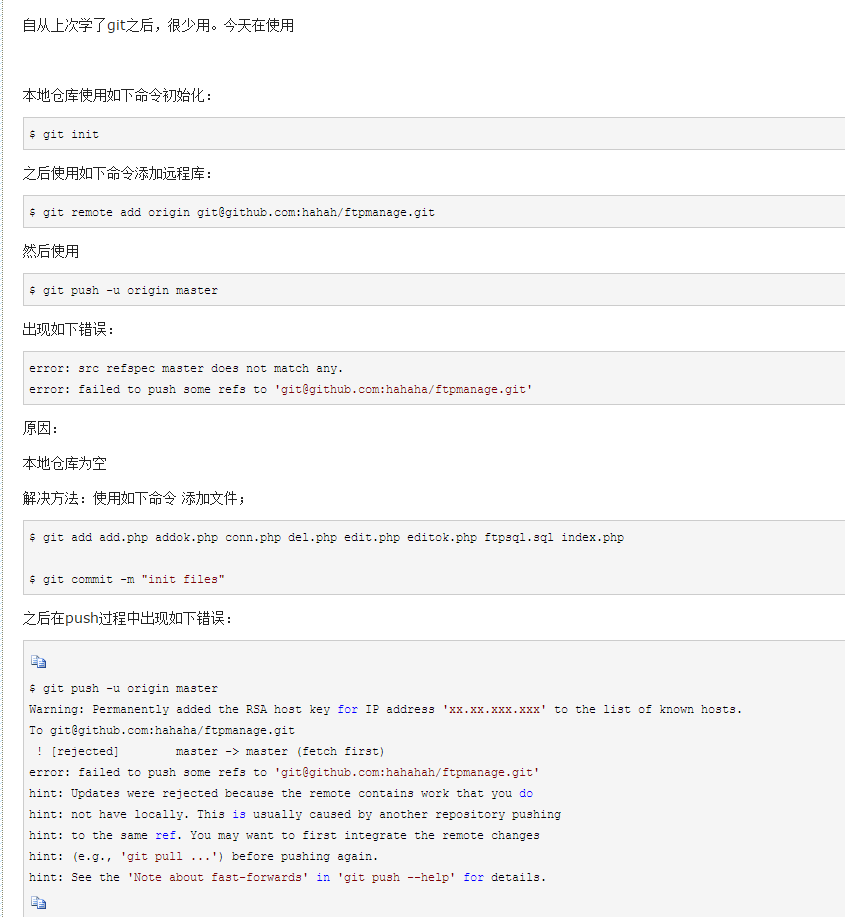 自从上次学了git之后，很少用。今天在使用
本地仓库使用如下命令初始化：
$ git init
之后使用如下命令添加远程库：
$ git remote add origin git@github.com:hahah/ftpmanage.git
然后使用
$ git push -u origin master
出现如下错误：
error: src refspec master does not match any.
error: failed to push some refs to 'git@github.com:hahaha/ftpmanage.git'
原因：
本地仓库为空
解决方法：使用如下命令 添加文件；
$ git add add.php addok.php conn.php del.php edit.php editok.php ftpsql.sql index.php
$ git commit -m "init files"
之后在push过程中出现如下错误：
$ git push -u origin master
Warning: Permanently added the RSA host key for IP address 'xx.xx.xxx.xxx' to the list of known hosts.
To git@github.com:hahaha/ftpmanage.git
 ! [rejected]        master -> master (fetch first)
error: failed to push some refs to 'git@github.com:hahahah/ftpmanage.git'
hint: Updates were rejected because the remote contains work that you do
hint: not have locally. This is usually caused by another repository pushing
hint: to the same ref. You may want to first integrate the remote changes
hint: (e.g., 'git pull ...') before pushing again.
hint: See the 'Note about fast-forwards' in 'git push --help' for details.